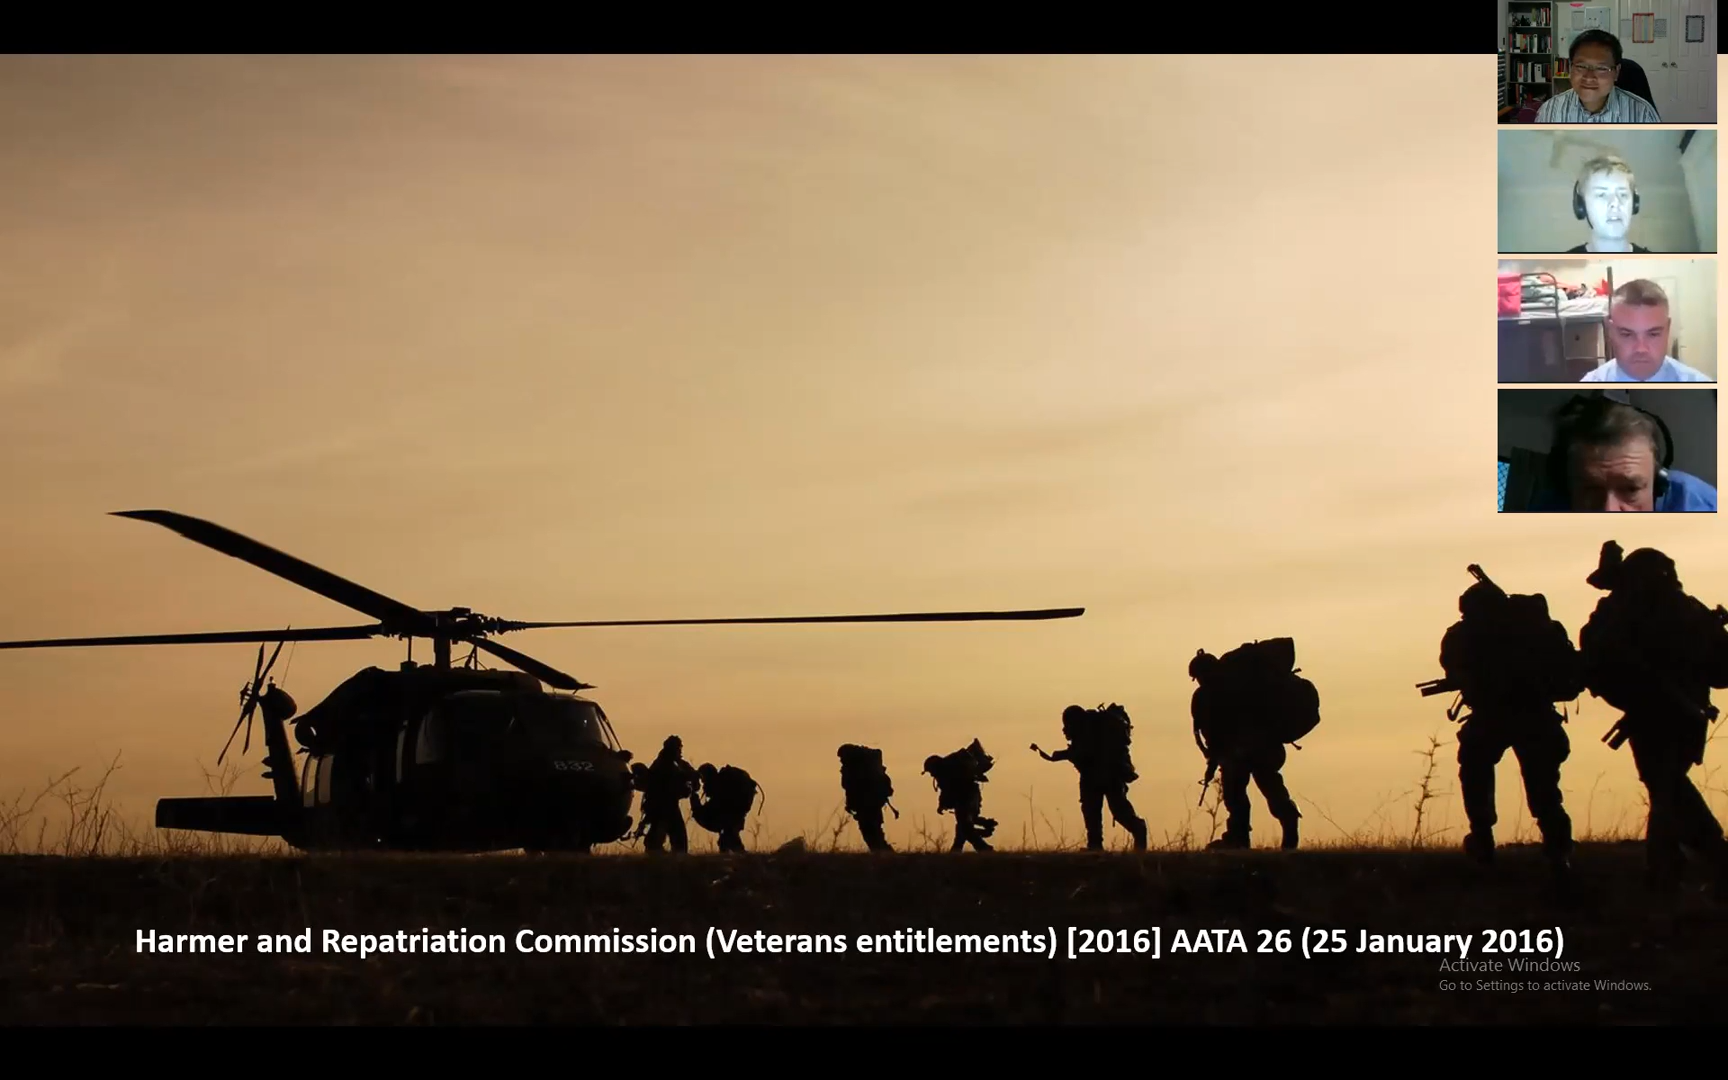 832
Harmer and Repatriation Commission (Veterans entitlements) [2016] AATA 26 (25 January 2016)
Activate Windows
Go to Settings to activate Windows.